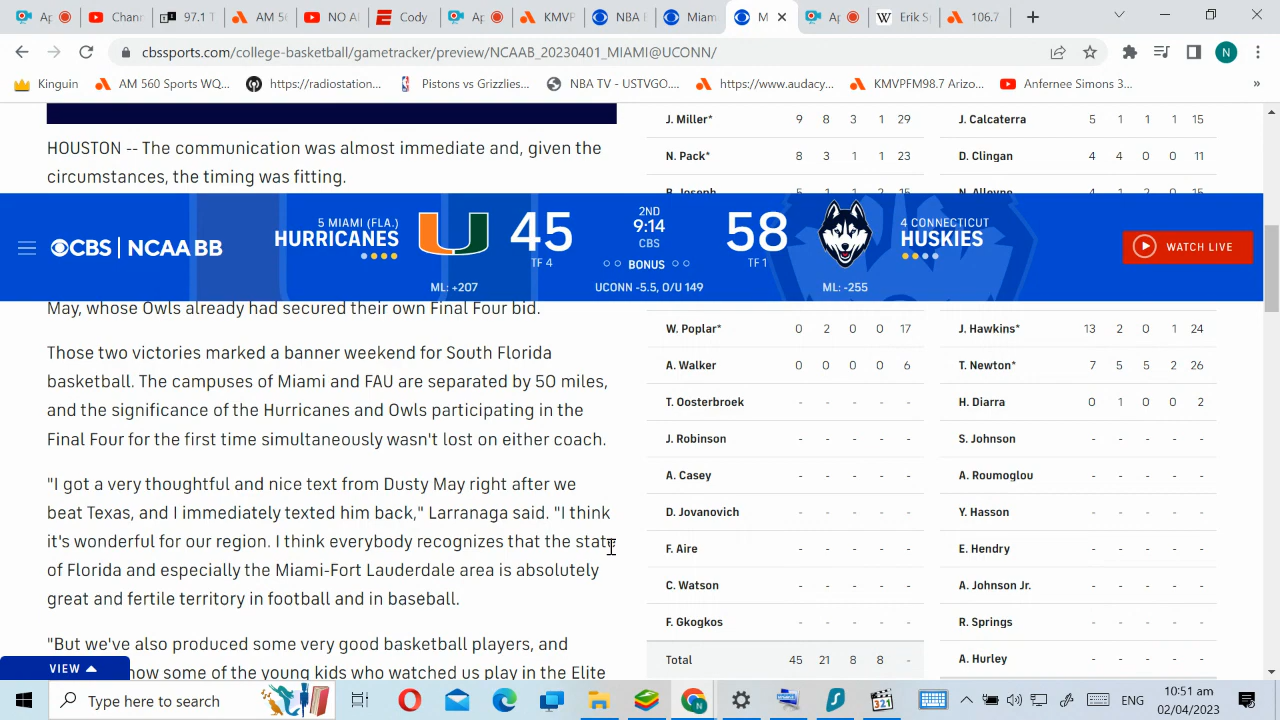 Ap
Chann
97.1 T
AM 5(
NO AL
Cody
Ap
KMVP
NBA F
Miam
M
Ap
Erik Sp
106.7
cbssports.com/college-basketball/gametracker/preview/NCAAB_20230401_MIAMI@UCONN/
N
Kinguin
AM 560 Sports WQ...
https://radiostation...
Pistons vs Grizzlies...
NBA TV - USTVGO....
https://www.audacy...
KMVPFM98.7 Arizo...
Anfernee Simons 3...
»
HOUSTON -- The communication was almost immediate and, given the
circumstances, the timing was fitting.
J. Miller* 9 8 3 1 29
J. Calcaterra 5 1 1 1 15
N. Pack* 8 3 1 1 23
D. Clingan 4 4 0 0 11
CBS | NCAA BB
5 MIAMI (FLA.)
HURRICANES
45
TF 4
ML: +207
2ND
9:14
CBS
BONUS
UCONN -5.5, O/U 149
58
TF 1
4 CONNECTICUT
HUSKIES
ML: -255
WATCH LIVE
May, whose Owls already had secured their own Final Four bid.
Those two victories marked a banner weekend for South Florida
basketball. The campuses of Miami and FAU are separated by 50 miles,
and the significance of the Hurricanes and Owls participating in the
Final Four for the first time simultaneously wasn't lost on either coach.
"I got a very thoughtful and nice text from Dusty May right after we
beat Texas, and I immediately texted him back," Larranaga said. "I think
it's wonderful for our region. I think everybody recognizes that the state
of Florida and especially the Miami-Fort Lauderdale area is absolutely
great and fertile territory in football and in baseball.
"But we've also produced some very good basketball players, and
now some of the young kids who watched us play in the Elite
VIEW
W. Poplar* 0 2 0 0 17
A. Walker 0 0 0 0 6
T. Oosterbroek - - - - -
J. Robinson - - - - -
A. Casey - - - - -
D. Jovanovich - - - - -
F. Aire - - - - -
C. Watson - - - - -
F. Gkogkos - - - - -
Total 45 21 8 8 -
J. Hawkins* 13 2 0 1 24
T. Newton* 7 5 5 2 26
H. Diarra 0 1 0 0 2
S. Johnson - - - - -
A. Roumoglou - - - - -
Y. Hasson - - - - -
E. Hendry - - - - -
A. Johnson Jr. - - - - -
R. Springs - - - - -
A. Hurley - - - - -
Type here to search
321
ENG
10:51 am
02/04/2023